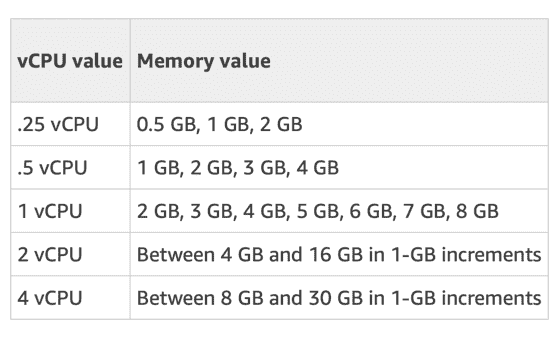 vCPU value Memory value
.25 vCPU 0.5 GB, 1 GB, 2 GB
.5 vCPU 1 GB, 2 GB, 3 GB, 4 GB
1 vCPU 2 GB, 3 GB, 4 GB, 5 GB, 6 GB, 7 GB, 8 GB
2 vCPU Between 4 GB and 16 GB in 1-GB increments
4 vCPU Between 8 GB and 30 GB in 1-GB increments